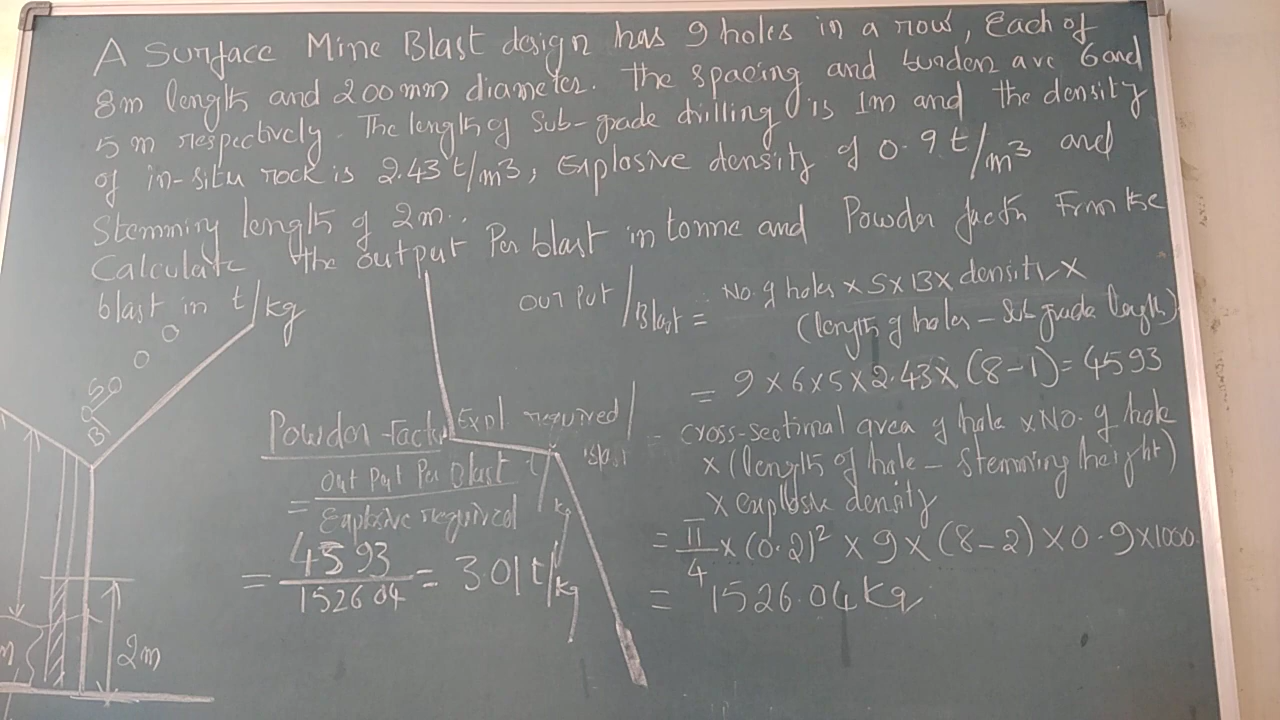 A Surface Mine Blast design has 9 holes in a row, Each of
8m length and 200mm diameter. The spacing and burden are 6 and
5 m respectively. The length of Sub-grade drilling is 1m and the density
of in-situ rock is 2.43 t/m3, Explosive density of 0.9 t/m3 and
Stemming length of 2m..
Calculate the output Per blast in tonne and Powder factor From the
blast in t/kg
OUTPUT/Blast = No. of holes x S x B x density x
(length of holes - Sub grade length)
= 9 x 6 x 5 x 2.43 x (8-1) = 4593
Expl required/Blast = cross-sectional area of hole x No. of hole
x (length of hole - Stemming height)
x explosive density
= π/4 x (0.2)2 x 9 x (8-2) x 0.9 x 1000
= 1526.04 kg
Powder factor
= Out Put Per Blast t/
Explosive required kg
= 4593/1526.04 = 3.01 t/kg
S
B
2m
m